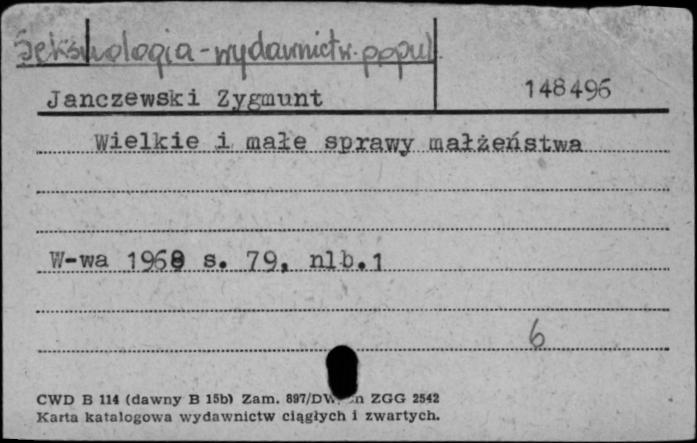 Seksuologia - wydawnictw. popul.
Janczewski Zygmunt 148496
Wielkie i małe sprawy małżeństwa
W-wa 1968 s. 79, nlb.1
6
CWD B 114 (dawny B 15b) Zam. 897/DW. ZGG 2542
Karta katalogowa wydawnictw ciągłych i zwartych.